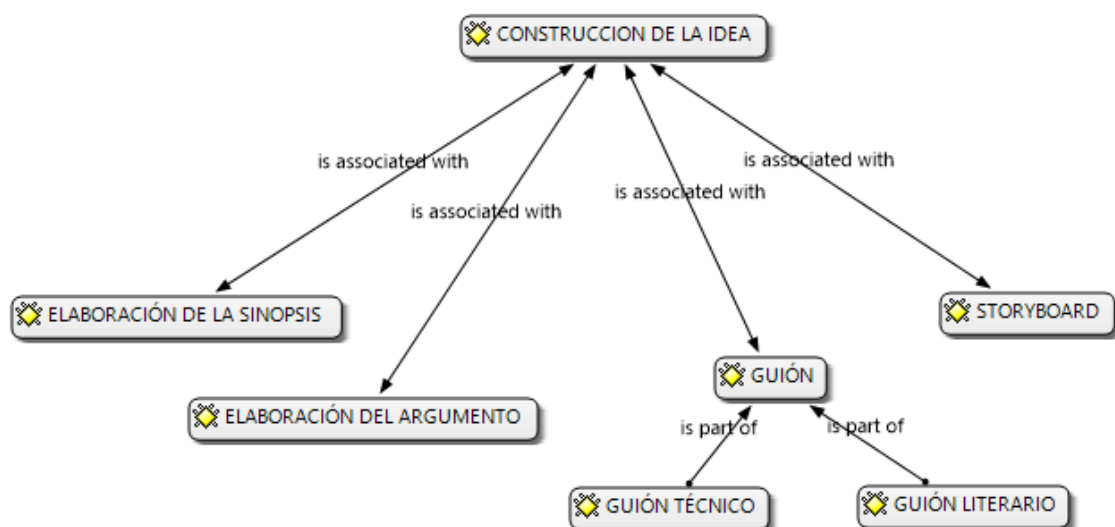 CONSTRUCCION DE LA IDEA
is associated with
is associated with
is associated with
is associated with
ELABORACIÓN DE LA SINOPSIS
STORYBOARD
GUIÓN
ELABORACIÓN DEL ARGUMENTO
is part of
is part of
GUIÓN TÉCNICO
GUIÓN LITERARIO